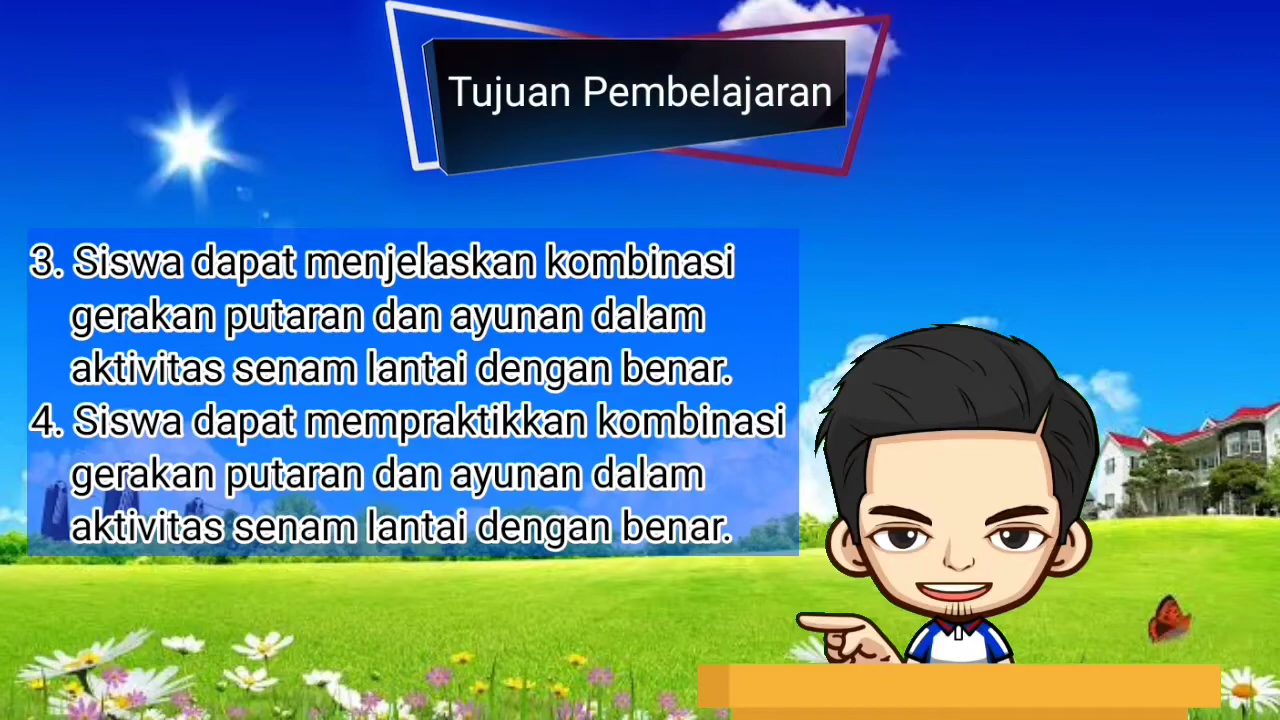 Tujuan Pembelajaran
3. Siswa dapat menjelaskan kombinasi
gerakan putaran dan ayunan dalam
aktivitas senam lantai dengan benar.
4. Siswa dapat mempraktikkan kombinasi
gerakan putaran dan ayunan dalam
aktivitas senam lantai dengan benar.